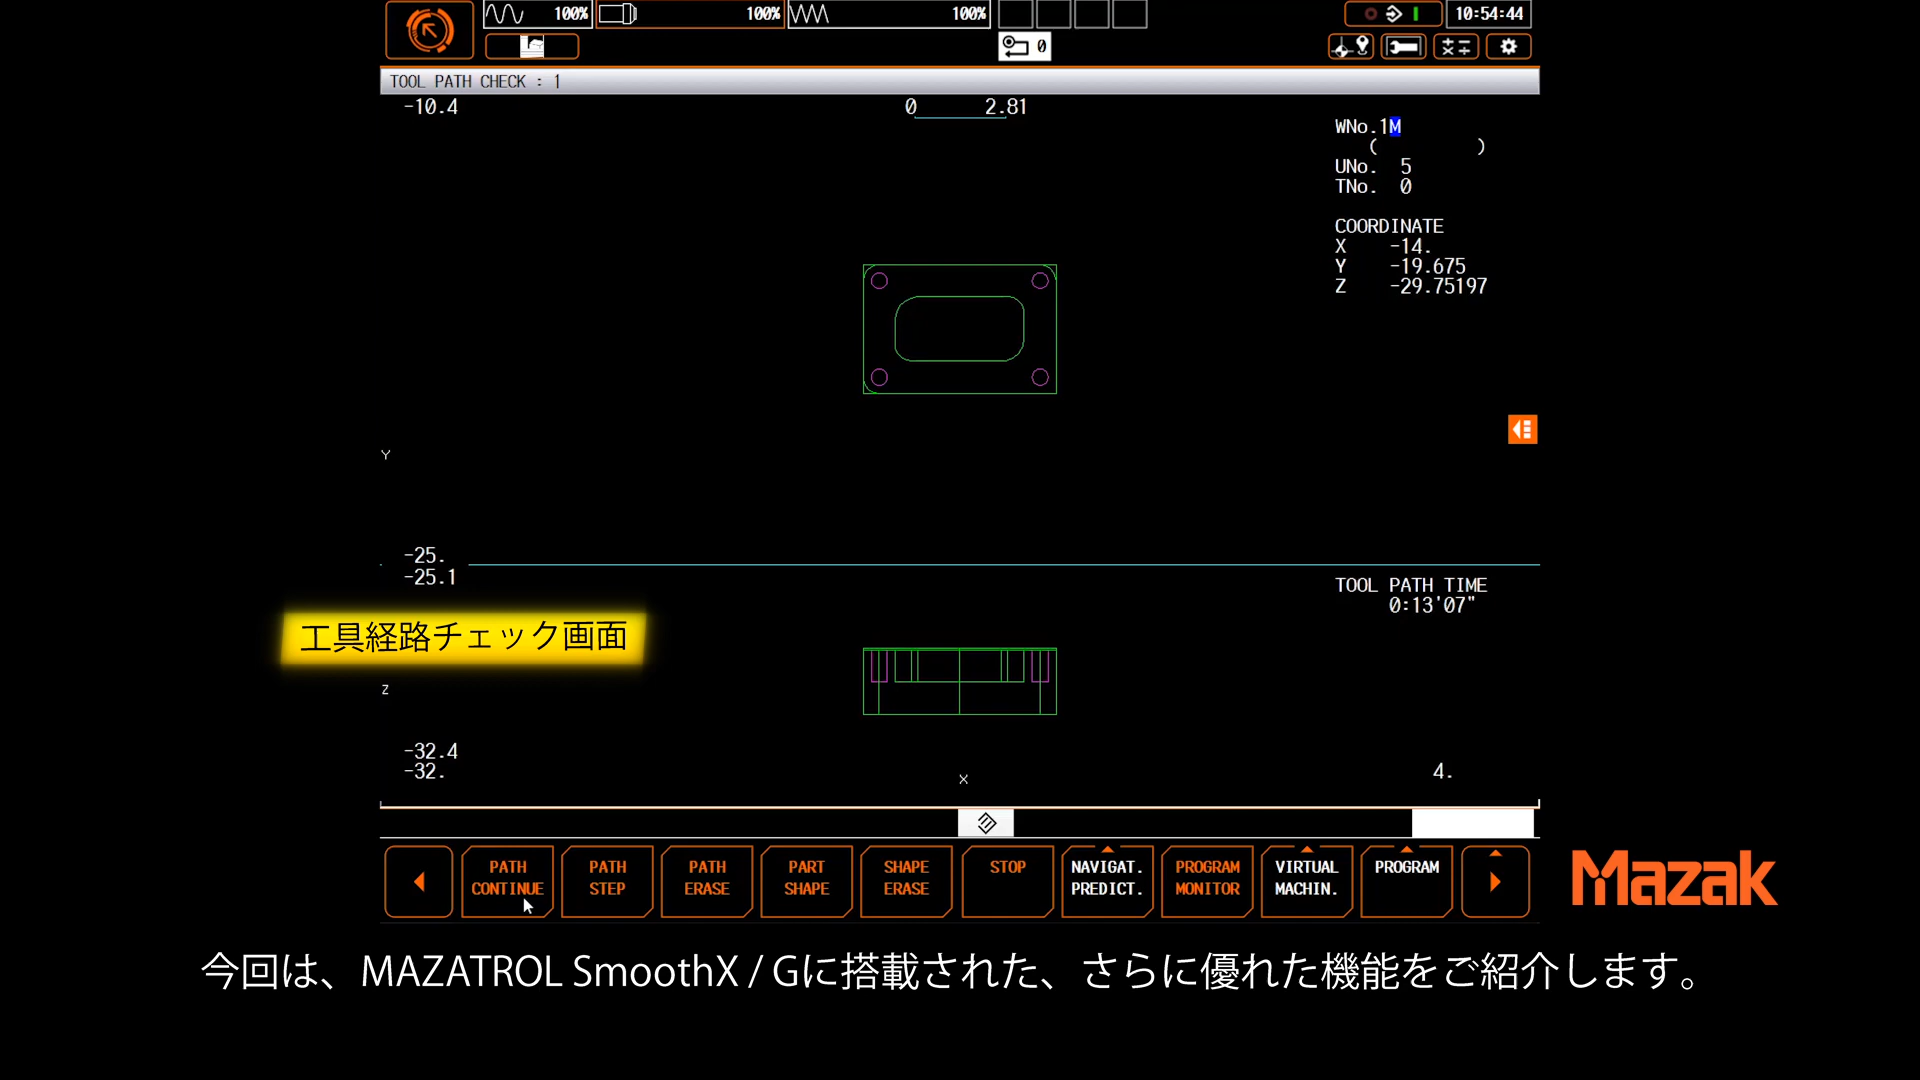 100%
100%
100%
10:54:44
0
TOOL PATH CHECK : 1
-10.4
0 2.81
WNo.1M
( )
UNo. 5
TNo. 0
COORDINATE
X -14.
Y -19.675
Z -29.75197
Y
-25.
-25.1
TOOL PATH TIME
0:13'07"
工具経路チェック画面
Z
-32.4
-32.
X
4.
PATH CONTINUE
PATH STEP
PATH ERASE
PART SHAPE
SHAPE ERASE
STOP
NAVIGAT. PREDICT.
PROGRAM MONITOR
VIRTUAL MACHIN.
PROGRAM
Mazak
今回は、MAZATROL SmoothX / Gに搭載された、さらに優れた機能をご紹介します。